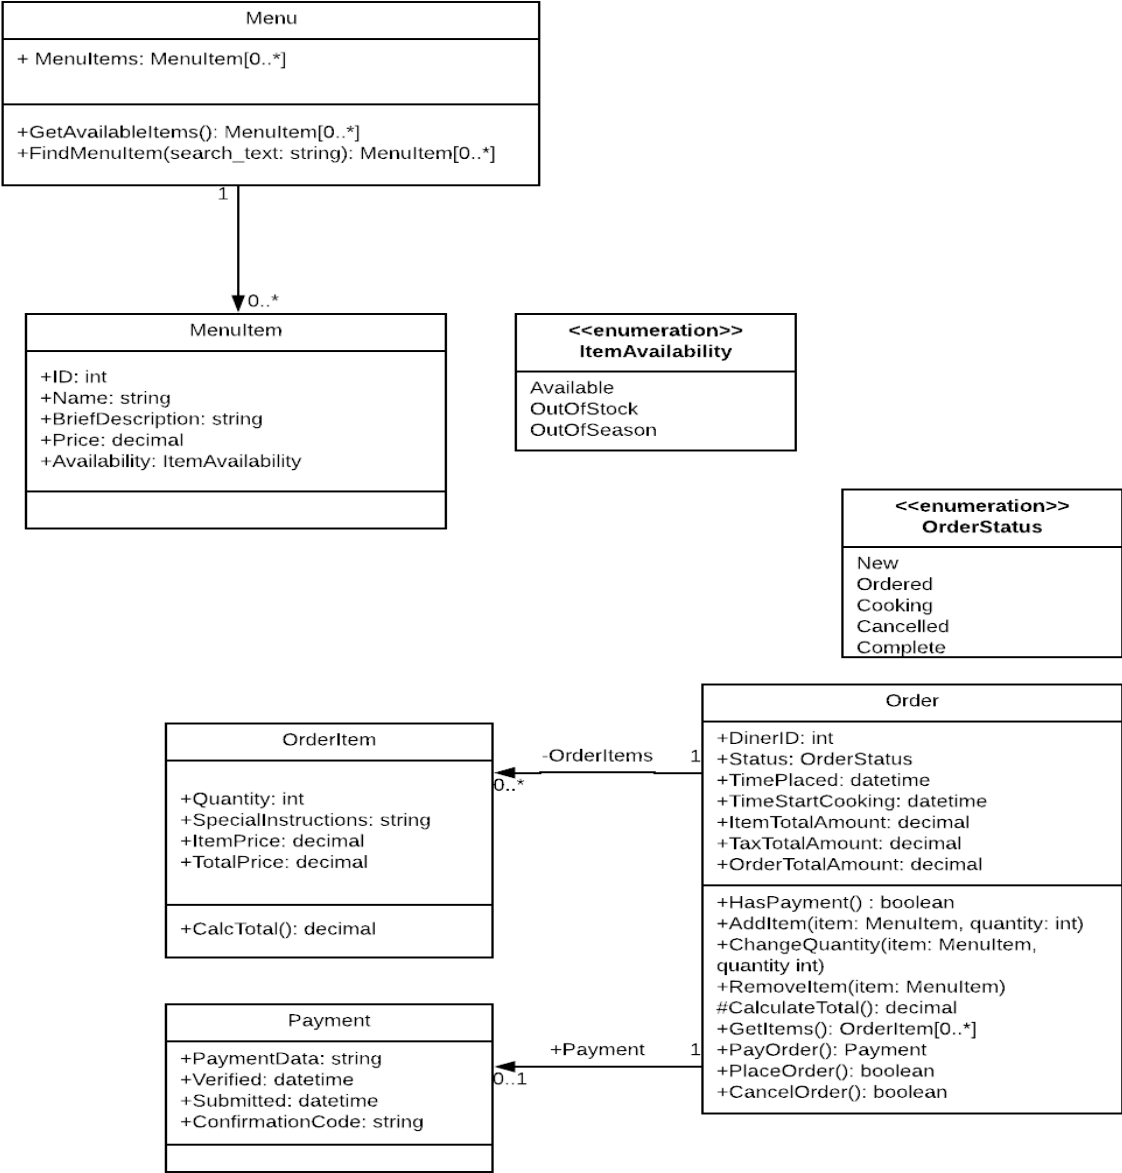 Menu
+ MenuItems: MenuItem[0..*]
+GetAvailableItems(): MenuItem[0..*]
+FindMenuItem(search_text: string): MenuItem[0..*]
1
0..*
MenuItem
+ID: int
+Name: string
+BriefDescription: string
+Price: decimal
+Availability: ItemAvailability
<<enumeration>>
ItemAvailability
Available
OutOfStock
OutOfSeason
<<enumeration>>
OrderStatus
New
Ordered
Cooking
Cancelled
Complete
Order
+DinerID: int
+Status: OrderStatus
+TimePlaced: datetime
+TimeStartCooking: datetime
+ItemTotalAmount: decimal
+TaxTotalAmount: decimal
+OrderTotalAmount: decimal
+HasPayment() : boolean
+AddItem(item: MenuItem, quantity: int)
+ChangeQuantity(item: MenuItem,
quantity int)
+RemoveItem(item: MenuItem)
#CalculateTotal(): decimal
+GetItems(): OrderItem[0..*]
+PayOrder(): Payment
+PlaceOrder(): boolean
+CancelOrder(): boolean
-OrderItems
1
0..*
OrderItem
+Quantity: int
+SpecialInstructions: string
+ItemPrice: decimal
+TotalPrice: decimal
+CalcTotal(): decimal
+Payment
1
0..1
Payment
+PaymentData: string
+Verified: datetime
+Submitted: datetime
+ConfirmationCode: string